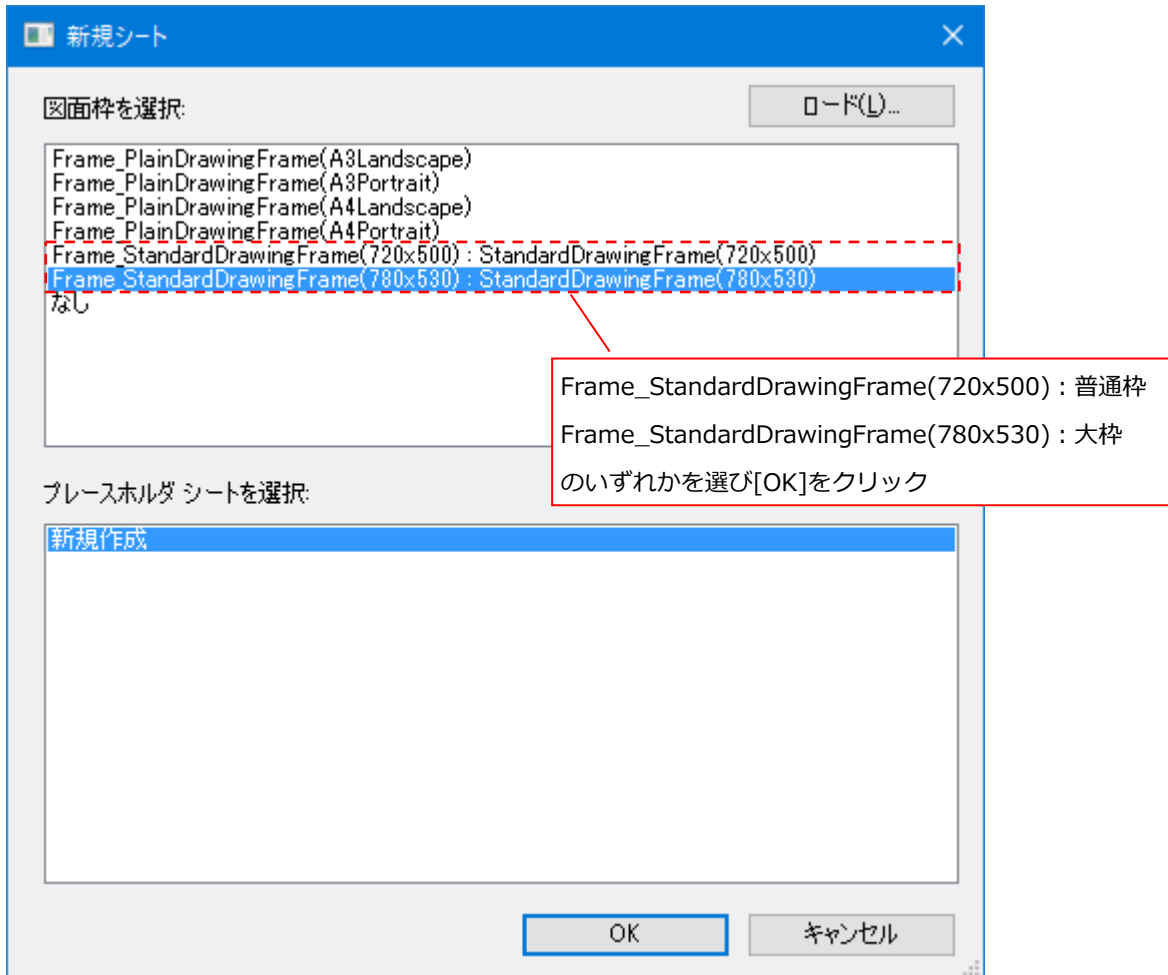 新規シート
図面枠を選択:
ロード(L)...
Frame_PlainDrawingFrame(A3Landscape)
Frame_PlainDrawingFrame(A3Portrait)
Frame_PlainDrawingFrame(A4Landscape)
Frame_PlainDrawingFrame(A4Portrait)
Frame_StandardDrawingFrame(720x500) : StandardDrawingFrame(720x500)
Frame_StandardDrawingFrame(780x530) : StandardDrawingFrame(780x530)
なし
Frame_StandardDrawingFrame(720x500)：普通枠
Frame_StandardDrawingFrame(780x530)：大枠
のいずれかを選び[OK]をクリック
プレースホルダ シートを選択:
新規作成
OK
キャンセル